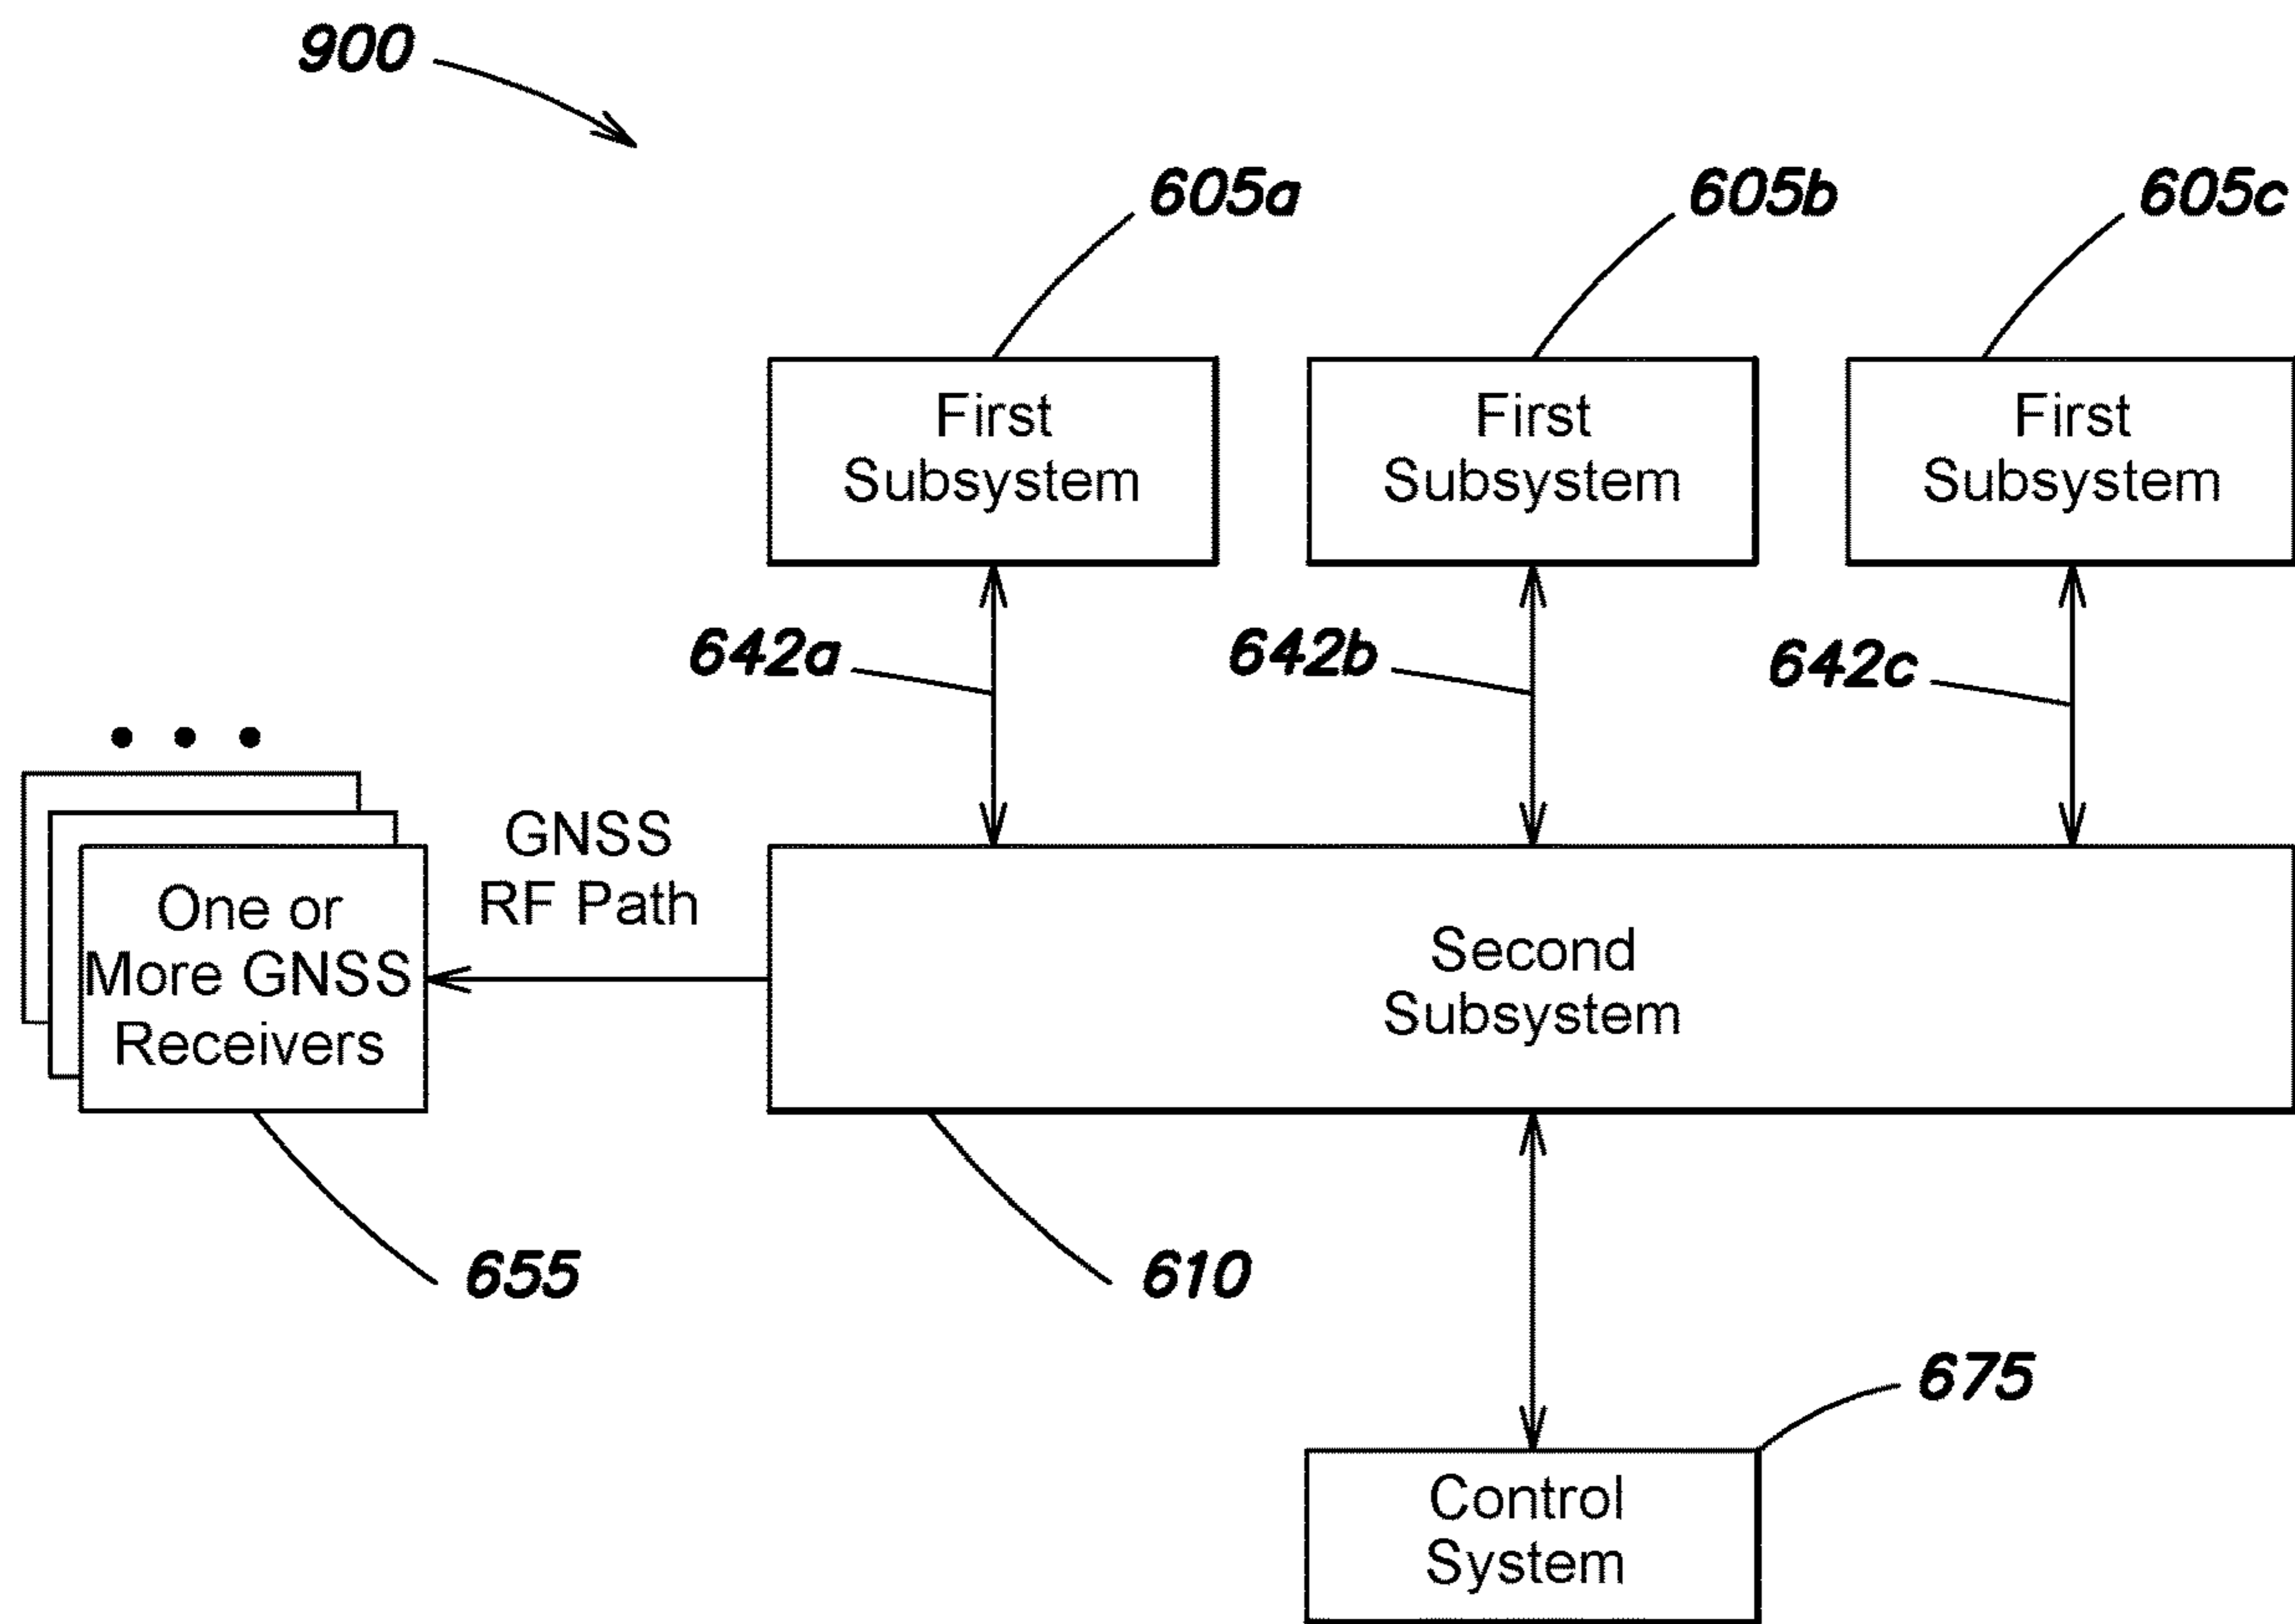 900
605a
605b
605c
First
Subsystem
First
Subsystem
First
Subsystem
642a
642b
642c
GNSS
RF Path
One or
More GNSS
Receivers
Second
Subsystem
655
610
675
Control
System